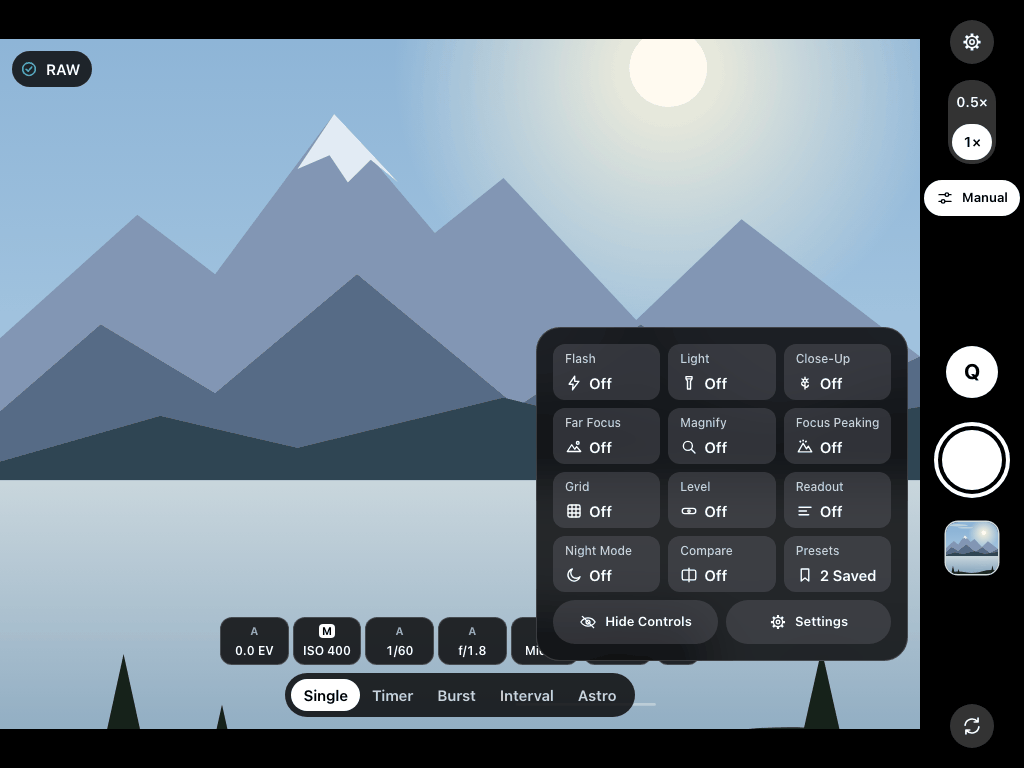 RAW
0.5×
1×
Manual
Flash
Off
Light
Off
Close-Up
Off
Far Focus
Off
Magnify
Off
Focus Peaking
Off
Grid
Off
Level
Off
Readout
Off
Night Mode
Off
Compare
Off
Presets
2 Saved
Hide Controls
Settings
Q
A
0.0 EV
M
ISO 400
A
1/60
A
f/1.8
Single
Timer
Burst
Interval
Astro